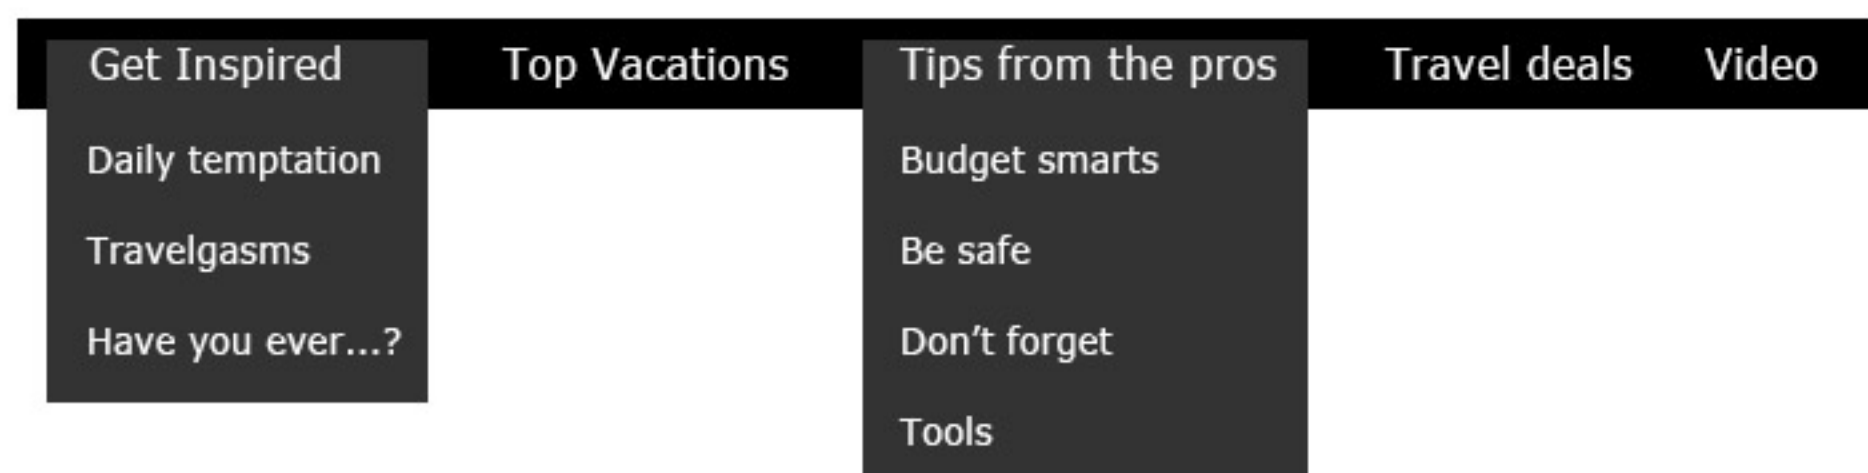 Get Inspired Top Vacations Tips from the pros Travel deals Video
Daily temptation
Travelgasms
Have you ever...?
Budget smarts
Be safe
Don't forget
Tools